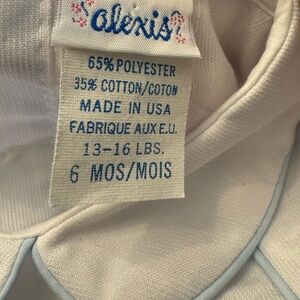 alexis
65% POLYESTER
35% COTTON/COTON
MADE IN USA
FABRIQUE AUX E.U.
13-16 LBS.
6 MOS/MOIS